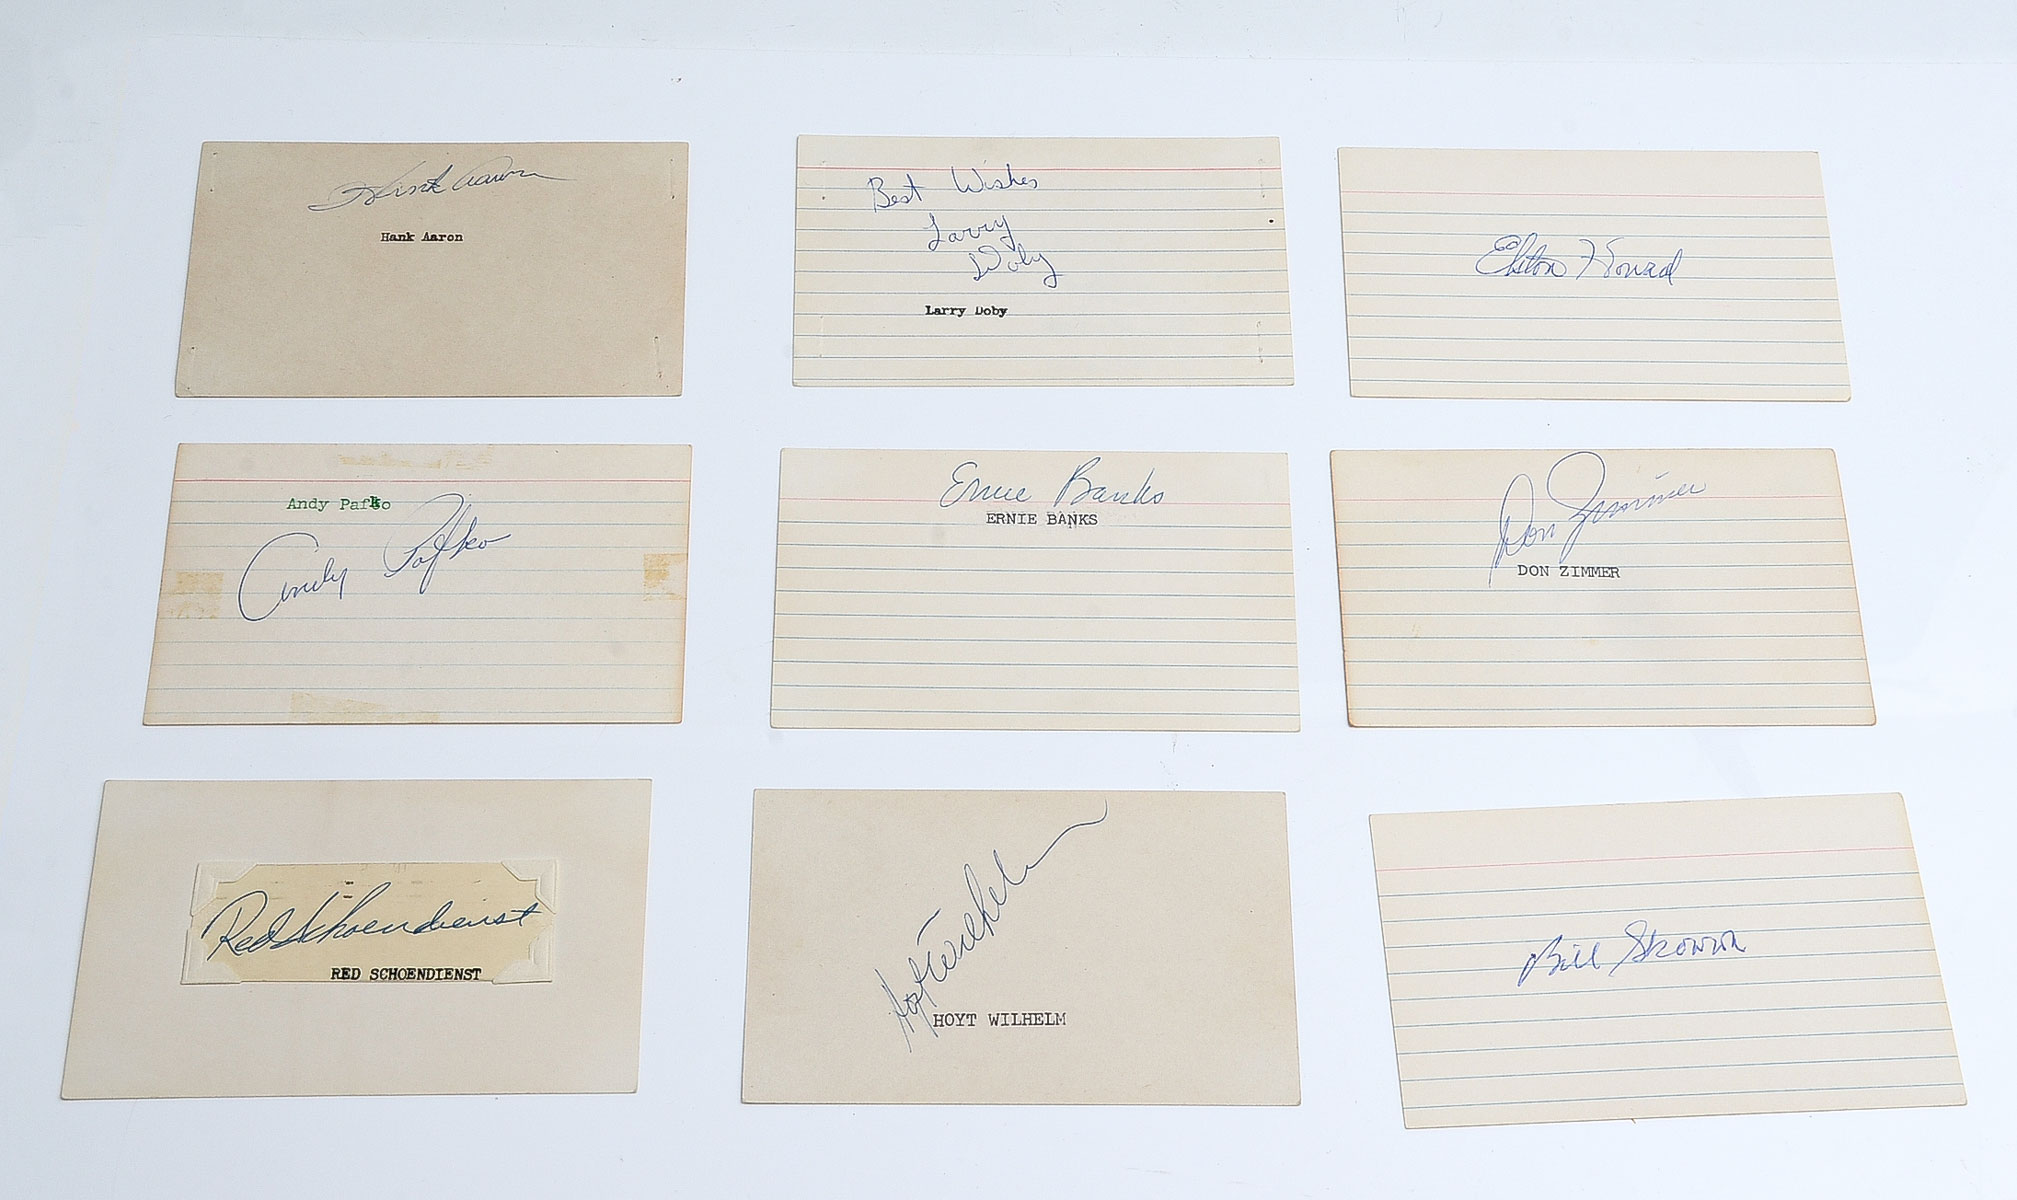 Hank Aaron
Hank Aaron
Best Wishes
Larry
Doby
Larry Doby
Elston Howard
Andy Pafko
Andy Pafko
Ernie Banks
ERNIE BANKS
Don Zimmer
DON ZIMMER
Red Schoendienst
RED SCHOENDIENST
Hoyt Wilhelm
HOYT WILHELM
Bill Skowron